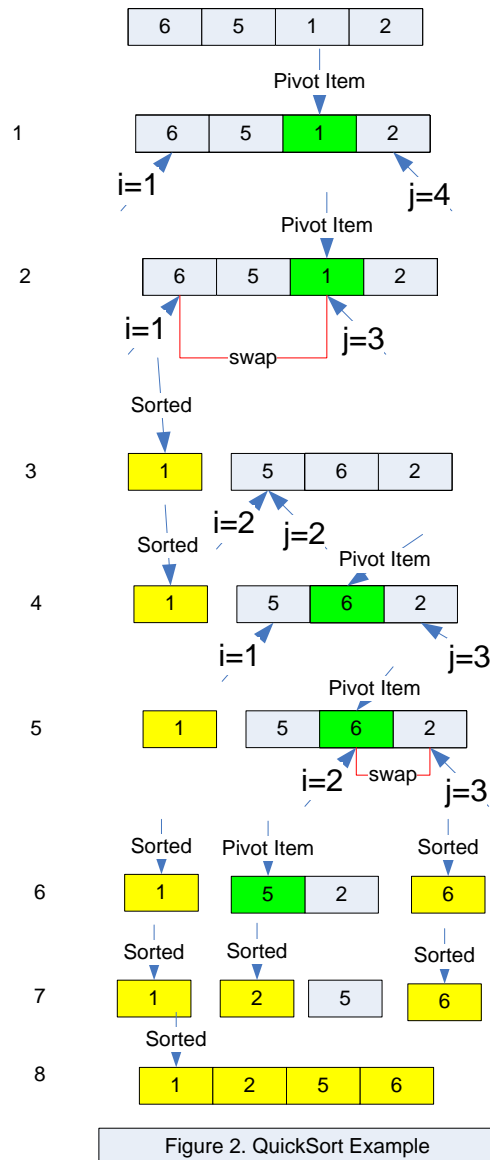 6 5 1 2
Pivot Item
1 6 5 1 2
i=1 j=4
Pivot Item
2 6 5 1 2
i=1 j=3
swap
Sorted
3 1 5 6 2
i=2 j=2
Sorted
Pivot Item
4 1 5 6 2
i=1 j=3
Pivot Item
5 1 5 6 2
i=2 swap j=3
Sorted Pivot Item Sorted
6 1 5 2 6
Sorted Sorted Sorted
7 1 2 5 6
Sorted
8 1 2 5 6
Figure 2. QuickSort Example